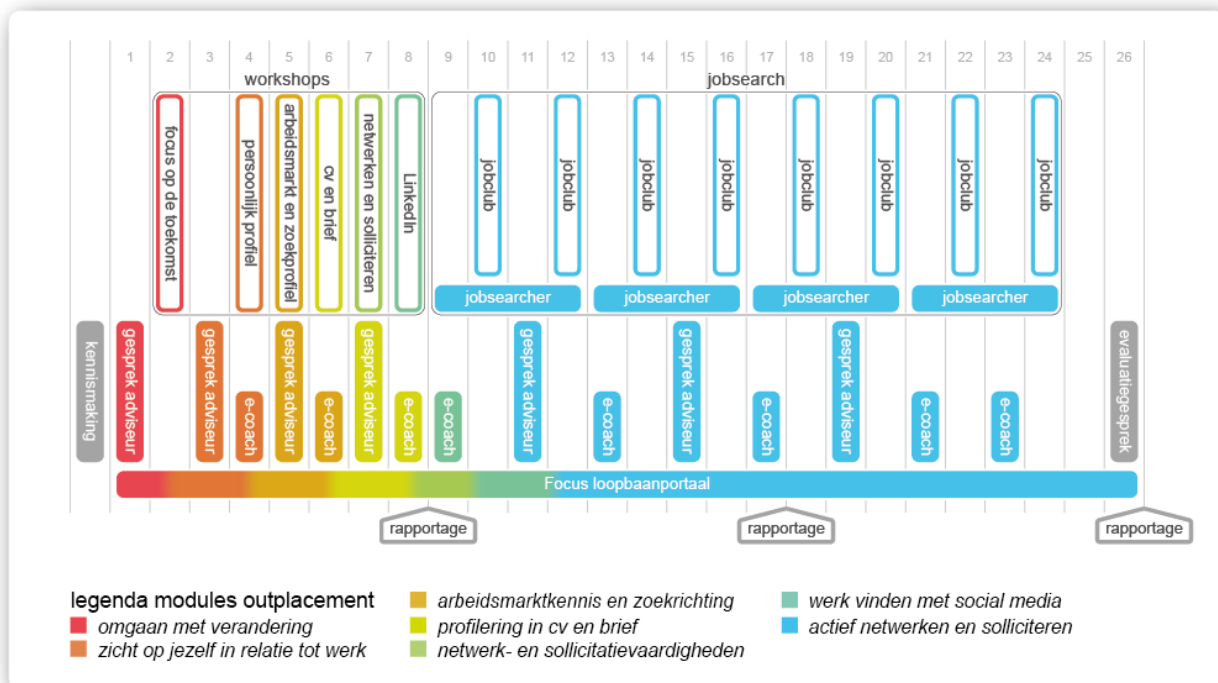 1 2 3 4 5 6 7 8 9 10 11 12 13 14 15 16 17 18 19 20 21 22 23 24 25 26
workshops
jobsearch
focus op de toekomst
persoonlijk profiel
arbeidsmarkt en zoekprofiel
cv en brief
netwerken en solliciteren
LinkedIn
jobclub
jobclub
jobclub
jobclub
jobclub
jobclub
jobclub
jobclub
jobsearcher
jobsearcher
jobsearcher
jobsearcher
kennismaking
gesprek adviseur
gesprek adviseur
e-coach
gesprek adviseur
e-coach
gesprek adviseur
e-coach
e-coach
gesprek adviseur
e-coach
gesprek adviseur
e-coach
gesprek adviseur
e-coach
e-coach
evaluatiegesprek
Focus loopbaanportaal
rapportage
rapportage
rapportage
legenda modules outplacement
omgaan met verandering
zicht op jezelf in relatie tot werk
arbeidsmarktkennis en zoekrichting
profilering in cv en brief
netwerk- en sollicitatievaardigheden
werk vinden met social media
actief netwerken en solliciteren